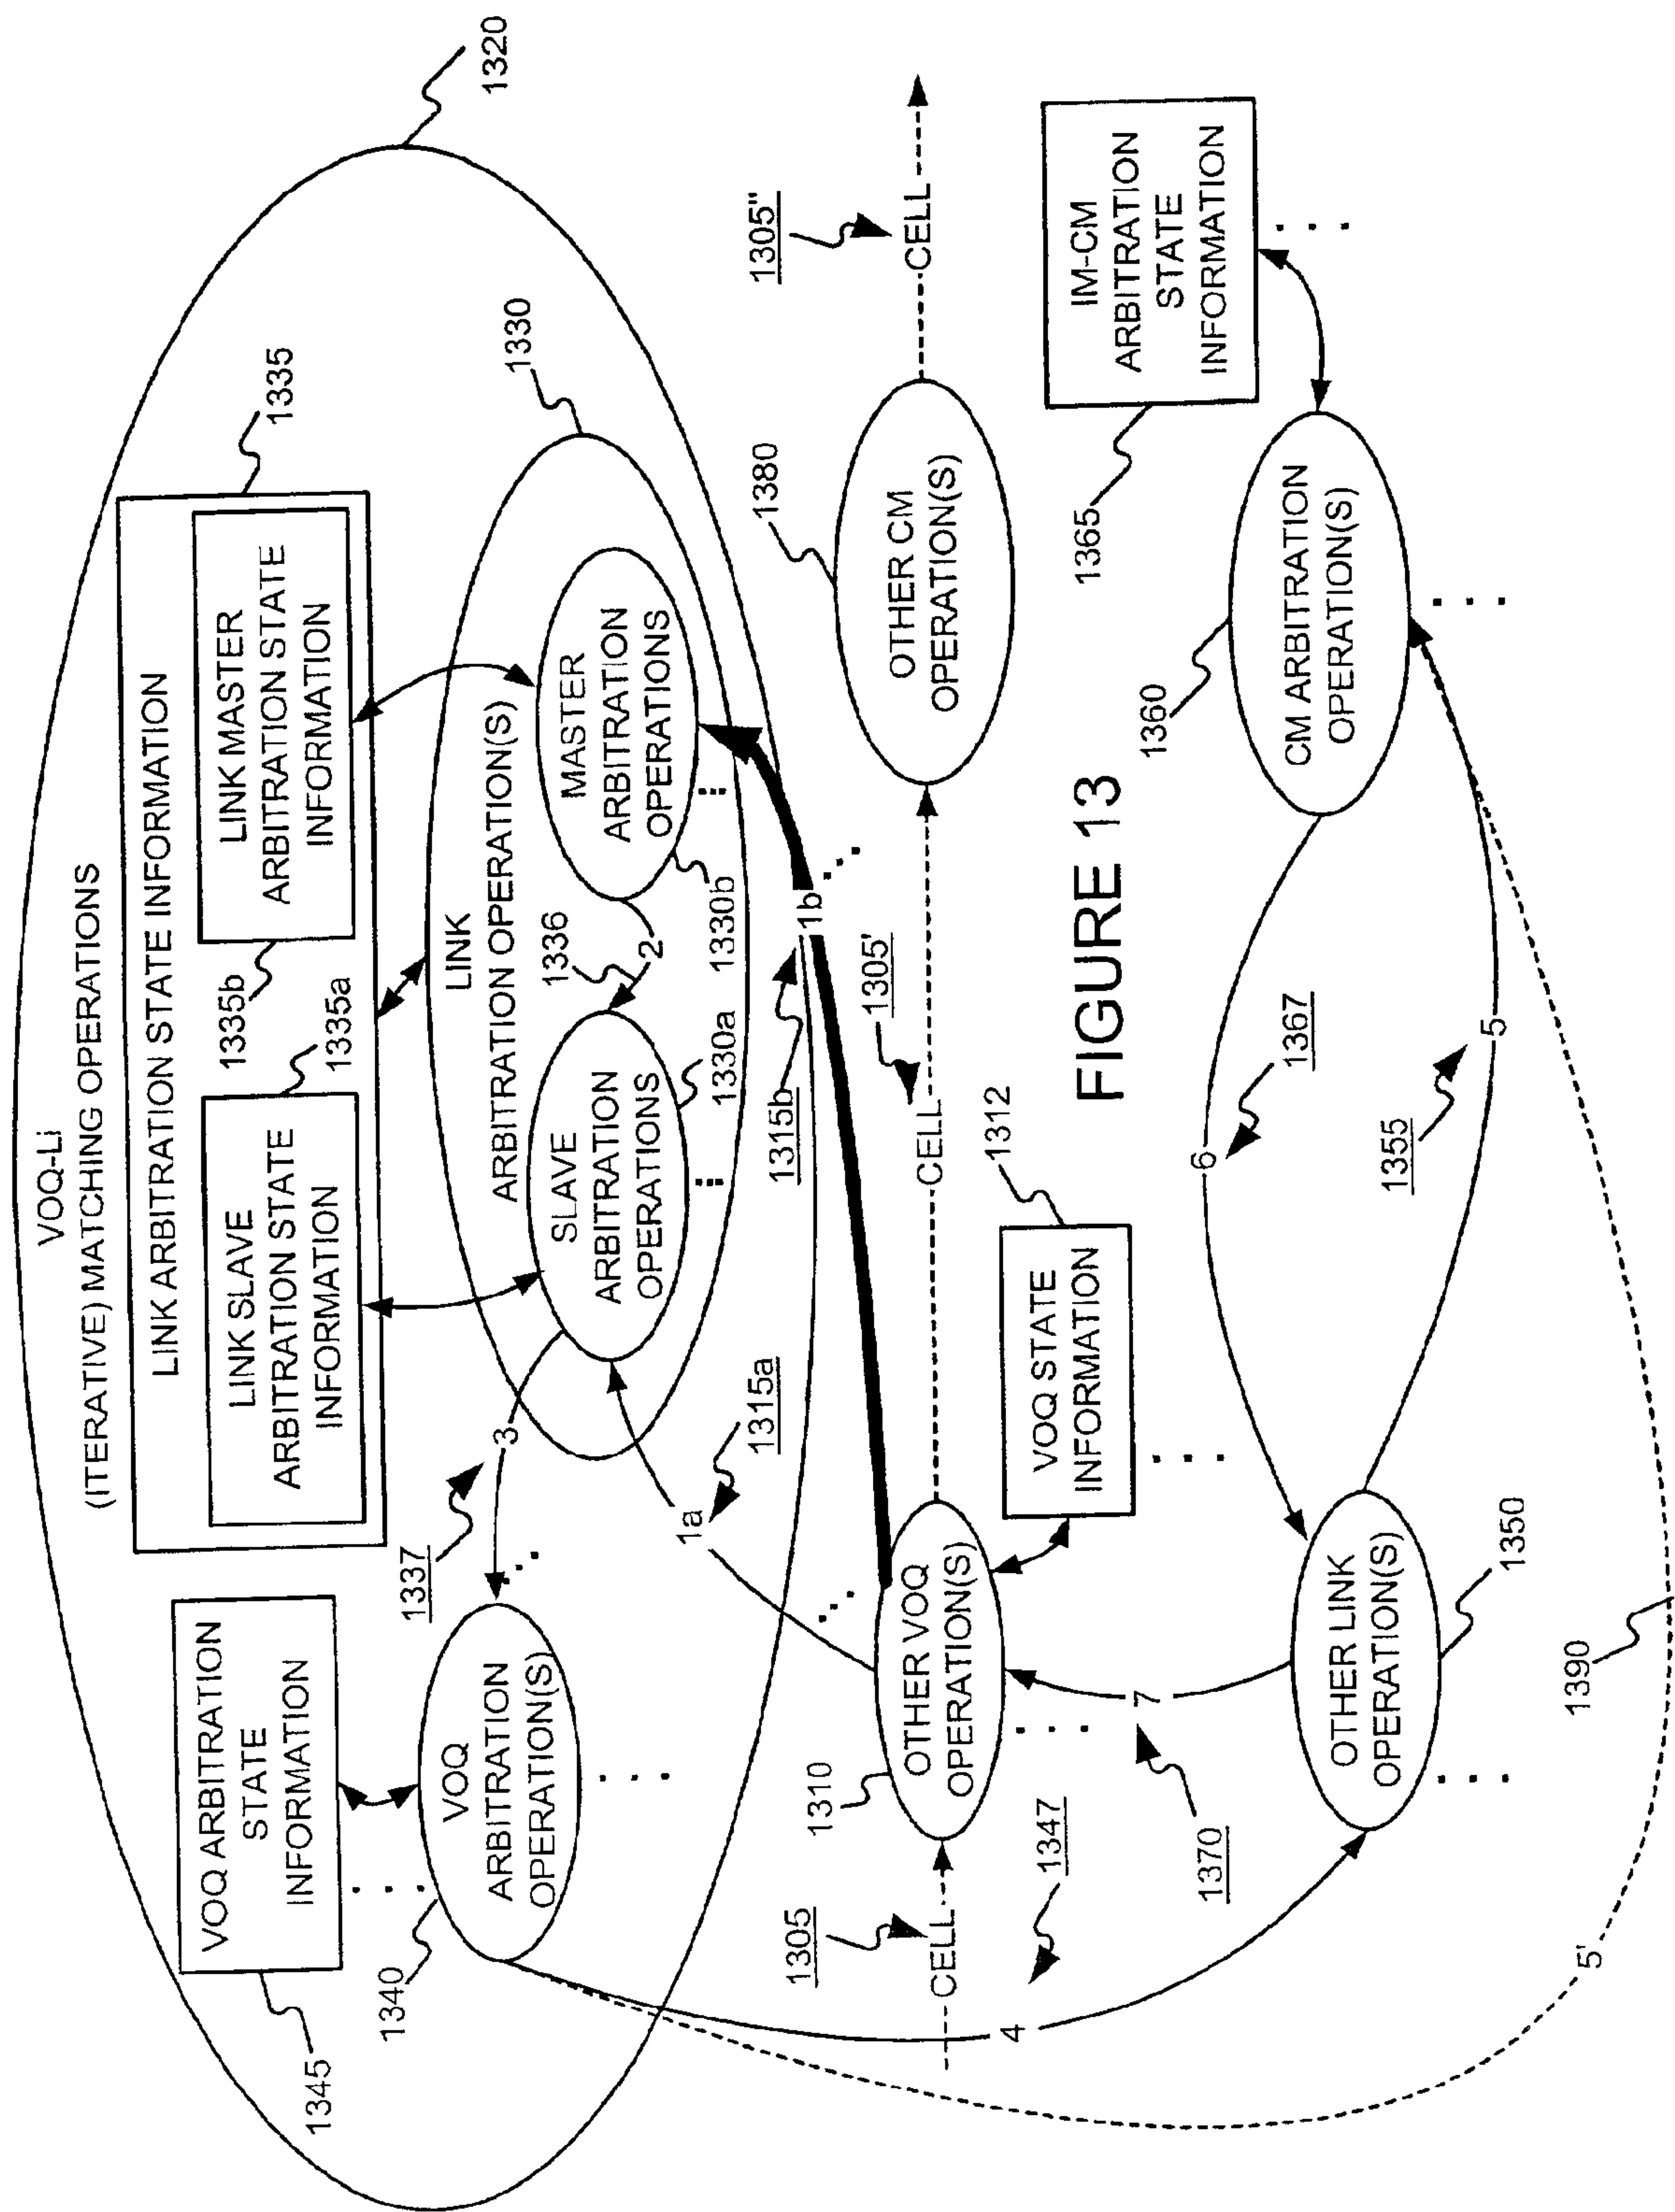 VOQ-Li
(ITERATIVE) MATCHING OPERATIONS
1320
LINK ARBITRATION STATE INFORMATION
1335
LINK SLAVE
ARBITRATION STATE
INFORMATION
1335a
LINK MASTER
ARBITRATION STATE
INFORMATION
1335b
VOQ ARBITRATION
STATE
INFORMATION
1345
VOQ
ARBITRATION
OPERATION(S)
1340
LINK
ARBITRATION OPERATION(S)
1330
SLAVE
ARBITRATION
OPERATIONS
1330a
MASTER
ARBITRATION
OPERATIONS
1330b
2
1336
3
1337
1a
1315a
1b
1315b
CELL
1305
OTHER VOQ
OPERATION(S)
1310
CELL
1305'
OTHER CM
OPERATION(S)
1380
CELL
1305"
VOQ STATE
INFORMATION
1312
4
1347
7
1370
OTHER LINK
OPERATION(S)
1350
6
1367
5
1355
CM ARBITRATION
OPERATION(S)
1360
IM-CM
ARBITRATION
STATE
INFORMATION
1365
5'
1390
FIGURE 13